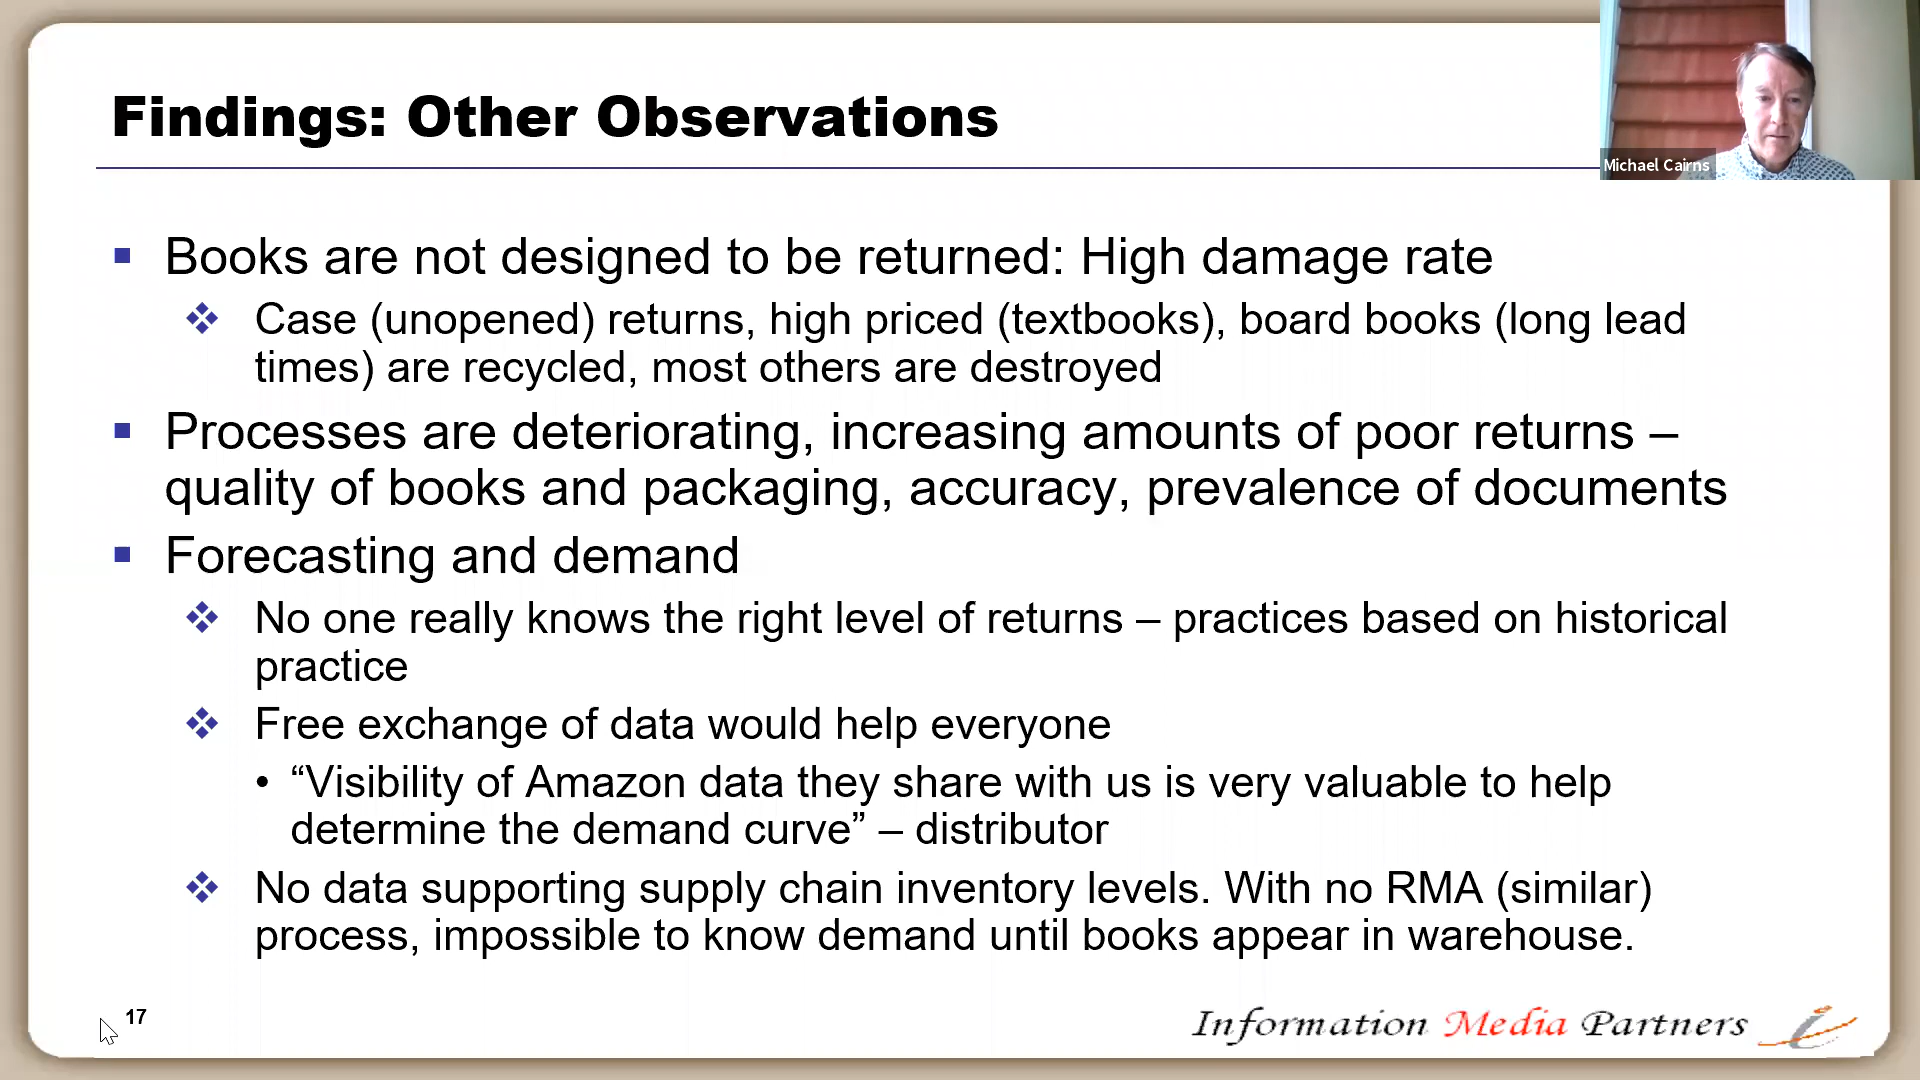 Findings: Other Observations
Michael Cairns
Books are not designed to be returned: High damage rate
Case (unopened) returns, high priced (textbooks), board books (long lead
times) are recycled, most others are destroyed
Processes are deteriorating, increasing amounts of poor returns –
quality of books and packaging, accuracy, prevalence of documents
Forecasting and demand
No one really knows the right level of returns – practices based on historical
practice
Free exchange of data would help everyone
• “Visibility of Amazon data they share with us is very valuable to help
determine the demand curve” – distributor
No data supporting supply chain inventory levels. With no RMA (similar)
process, impossible to know demand until books appear in warehouse.
17
Information Media Partners